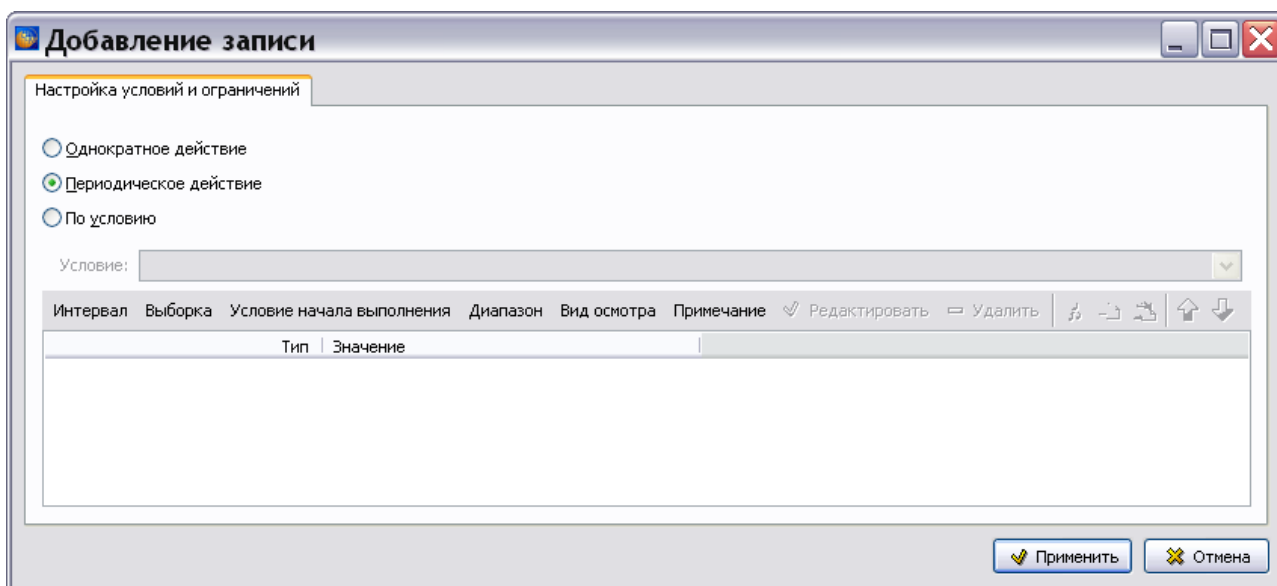 Добавление записи
Настройка условий и ограничений
Однократное действие
Периодическое действие
По условию
Условие:
Интервал Выборка Условие начала выполнения Диапазон Вид осмотра Примечание Редактировать Удалить
Тип Значение
Применить Отмена